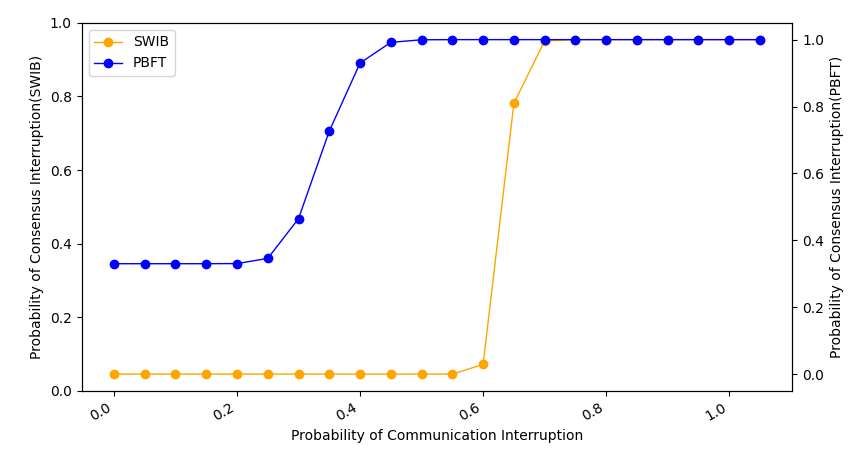 SWIB
PBFT
Probability of Consensus Interruption(SWIB)
1.0
0.8
0.6
0.4
0.2
0.0
1.0
0.8
0.6
0.4
0.2
0.0
Probability of Consensus Interruption(PBFT)
0.0 0.2 0.4 0.6 0.8 1.0
Probability of Communication Interruption